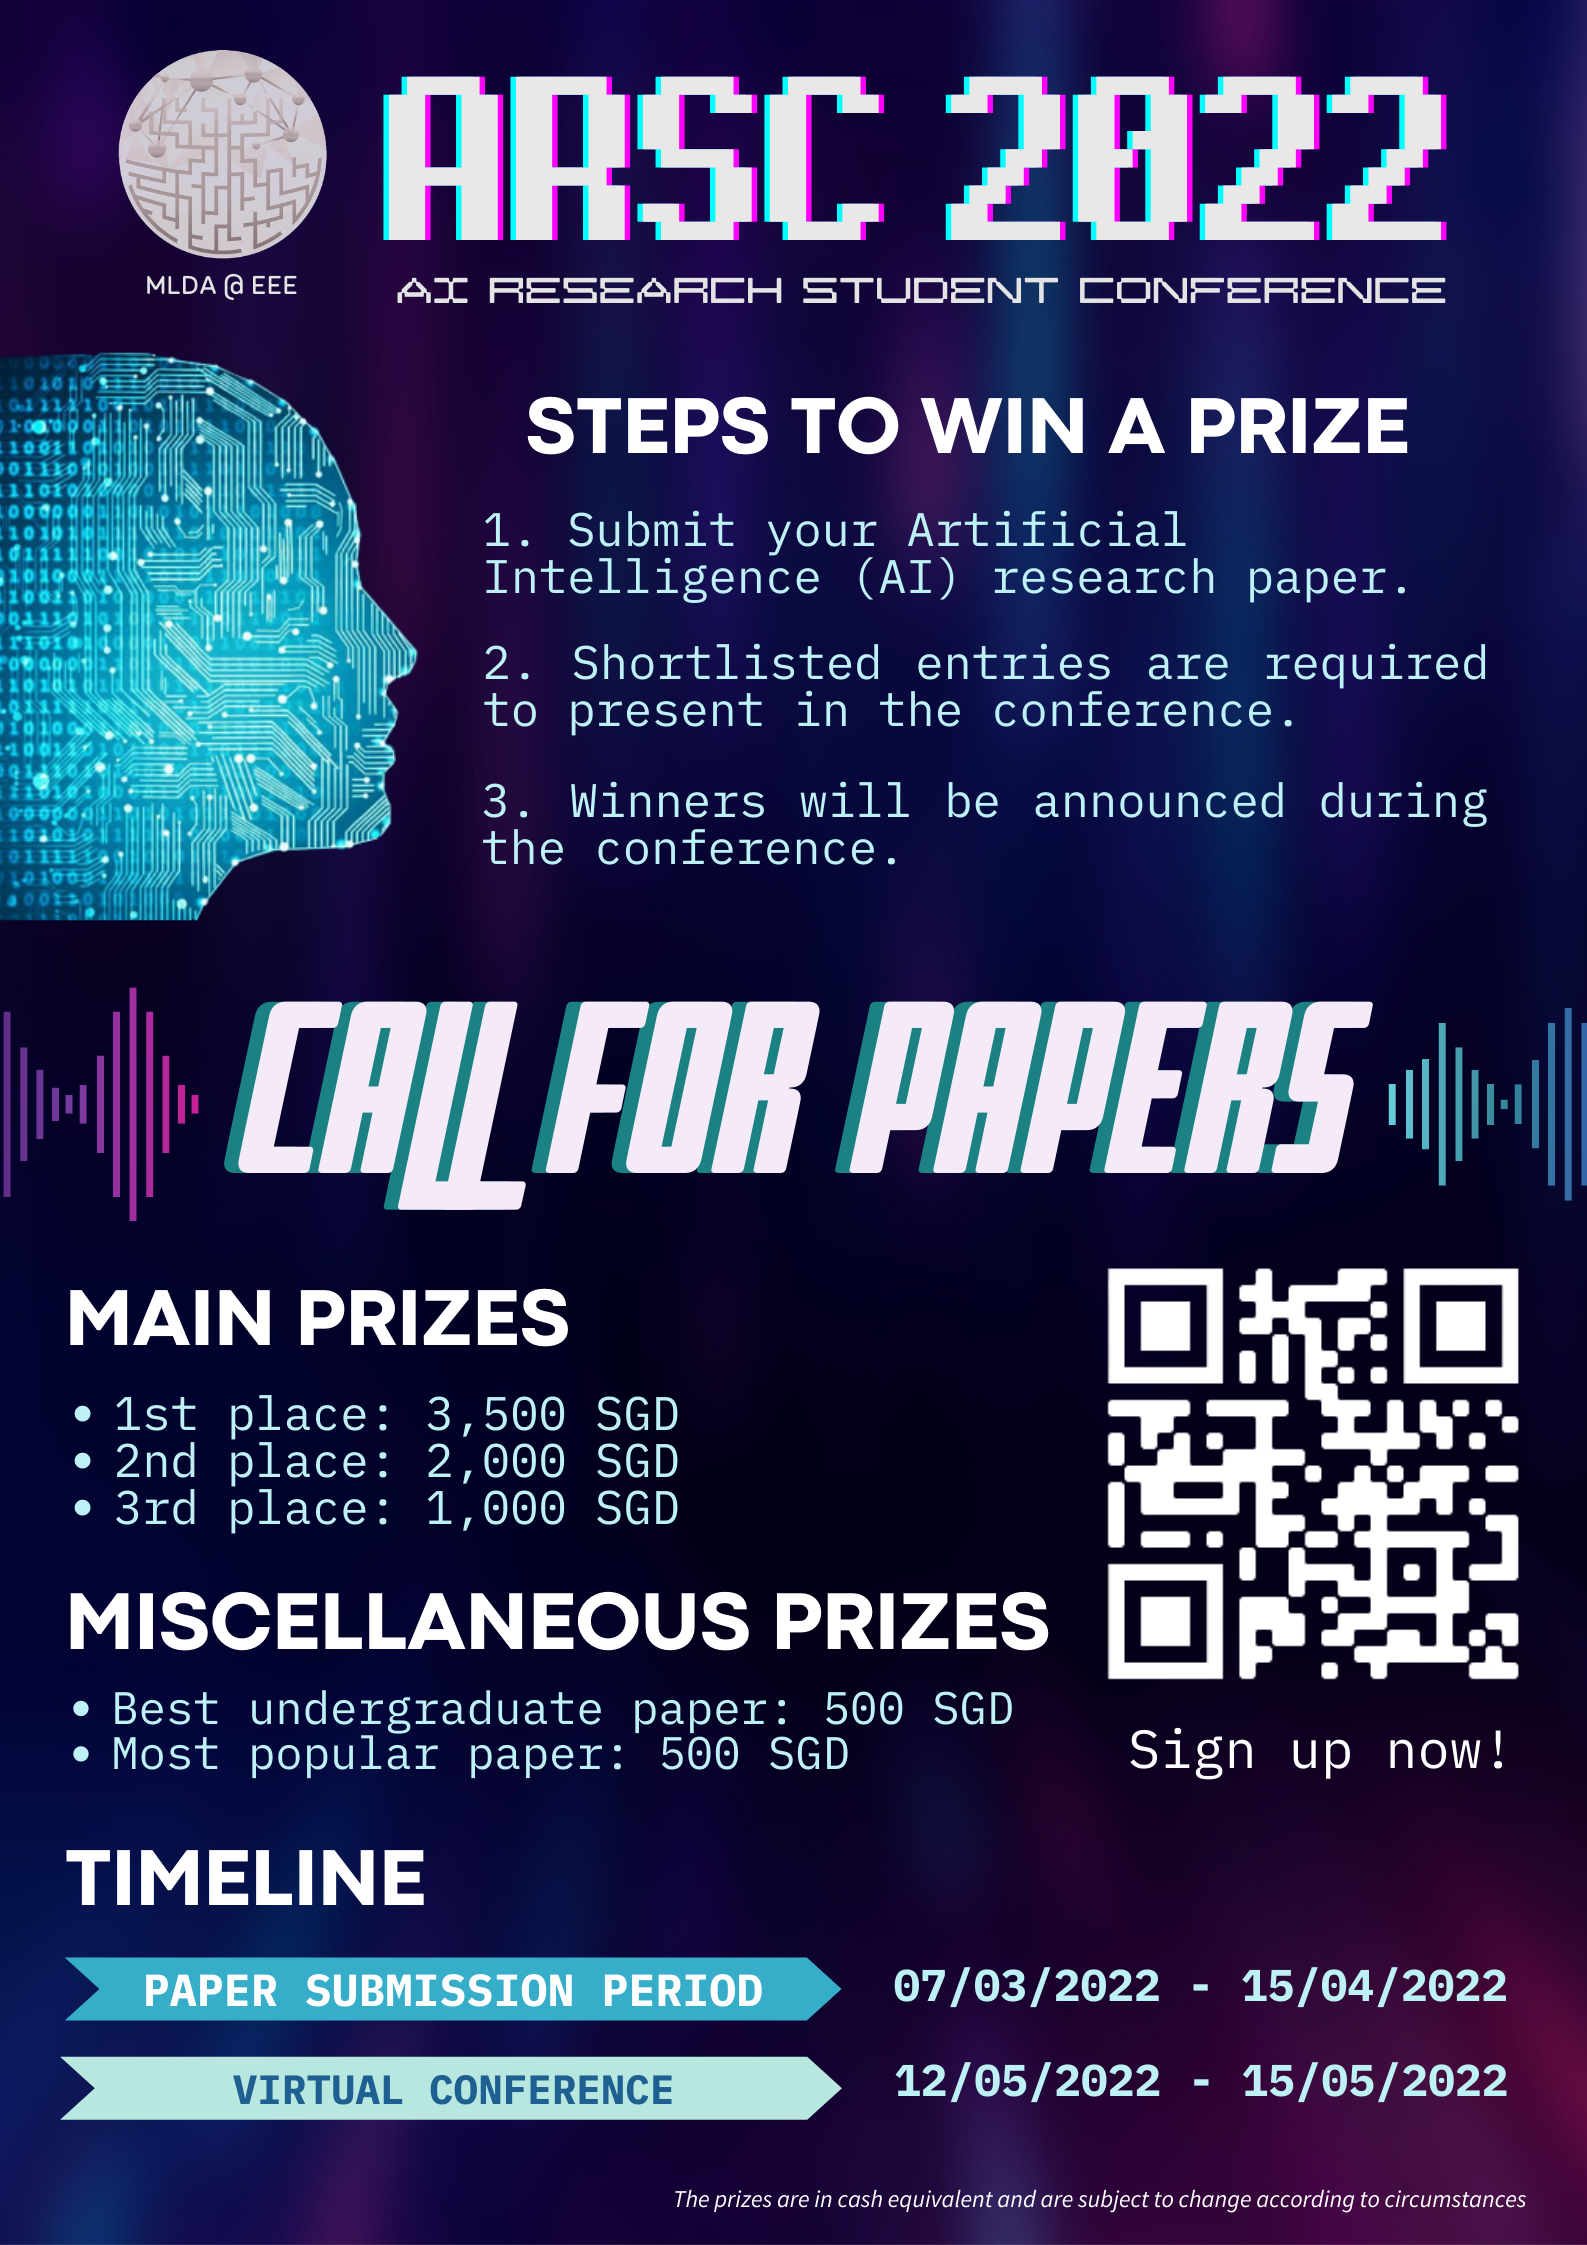 ARSC 2022
MLDA @ EEE
AI RESEARCH STUDENT CONFERENCE
STEPS TO WIN A PRIZE
1. Submit your Artificial
Intelligence (AI) research paper.
2. Shortlisted entries are required
to present in the conference.
3. Winners will be announced during
the conference.
CALL FOR PAPERS
MAIN PRIZES
• 1st place: 3,500 SGD
• 2nd place: 2,000 SGD
• 3rd place: 1,000 SGD
MISCELLANEOUS PRIZES
• Best undergraduate paper: 500 SGD
• Most popular paper: 500 SGD
Sign up now!
TIMELINE
PAPER SUBMISSION PERIOD 07/03/2022 - 15/04/2022
VIRTUAL CONFERENCE 12/05/2022 - 15/05/2022
The prizes are in cash equivalent and are subject to change according to circumstances